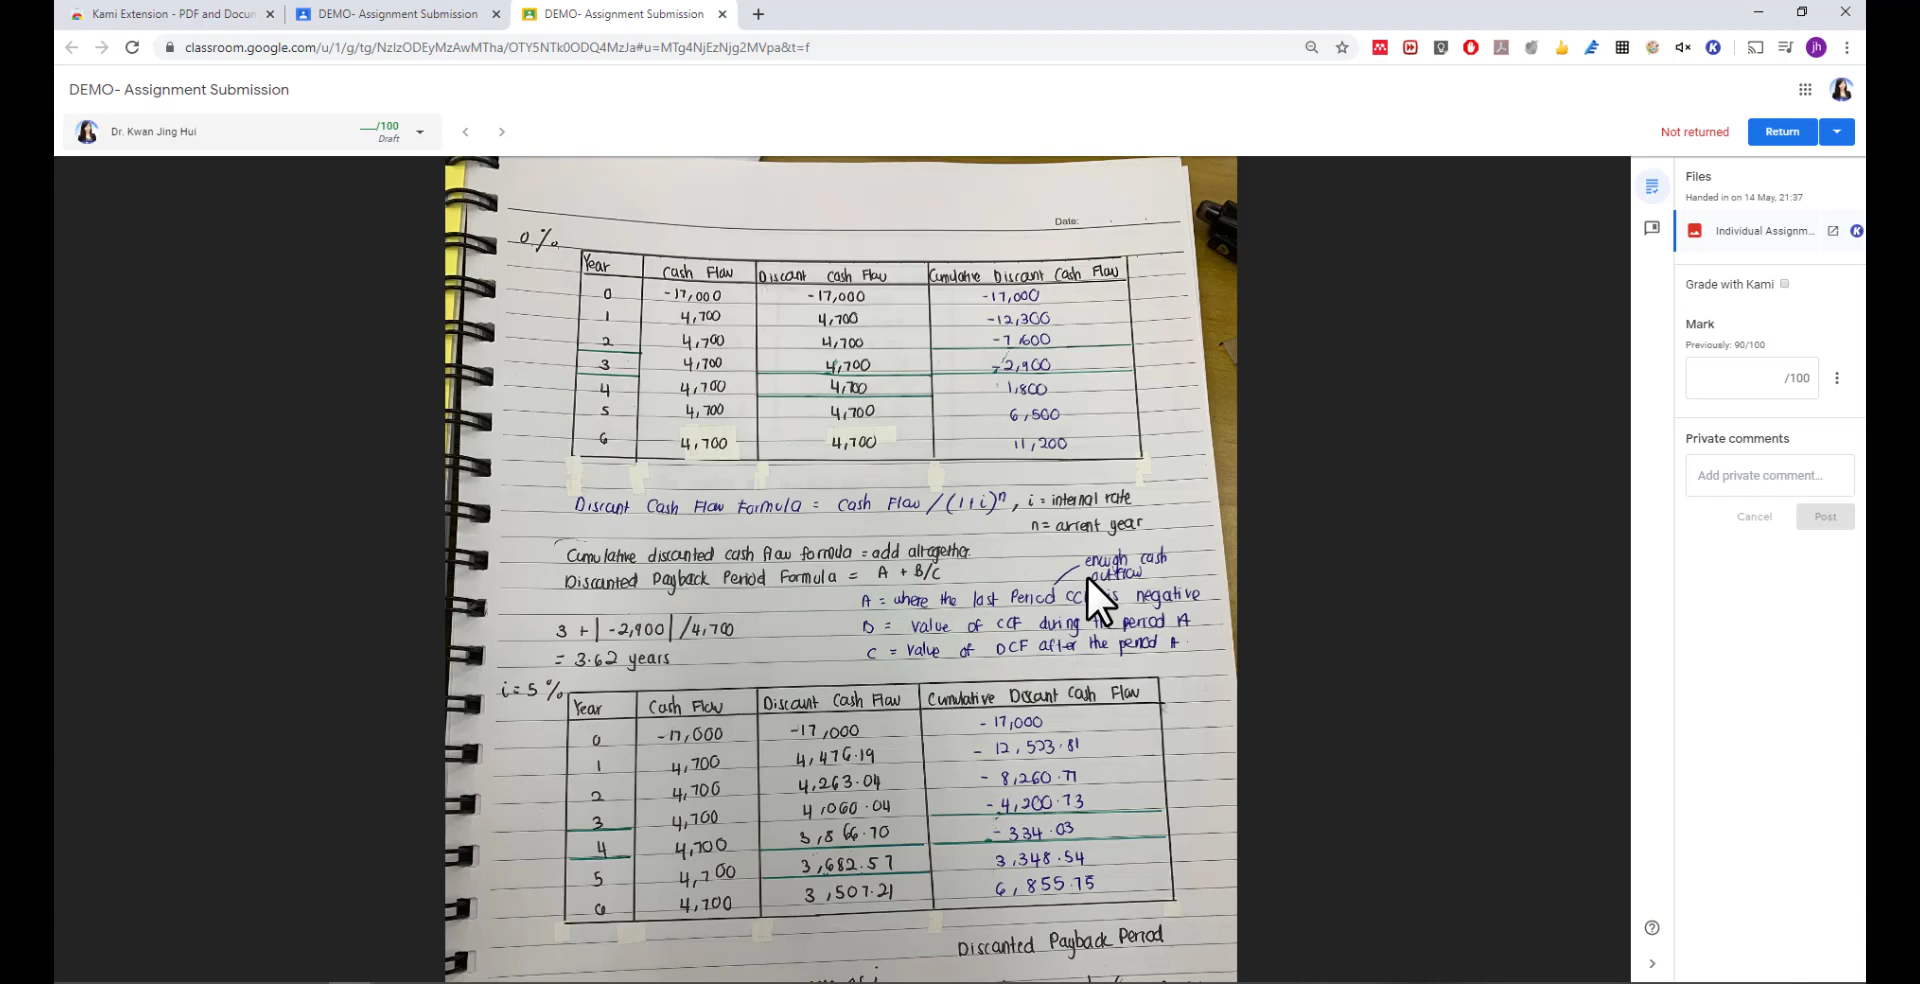 Kami Extension - PDF and Docun
DEMO- Assignment Submission
DEMO- Assignment Submission
classroom.google.com/u/1/g/tg/NzIzODEyMzAwMTha/OTY5NTk0ODQ4MzJa#u=MTg4NjEzNjg2MVpa&t=f
jh
DEMO- Assignment Submission
Dr. Kwan Jing Hui
/100
Draft
Not returned
Return
Date:
0%
Year Cash Flow Discount Cash Flow Cumulative Discount Cash Flow
0 -17,000 -17,000 -17,000
1 4,700 4,700 -12,300
2 4,700 4,700 -7,600
3 4,700 4,700 -2,900
4 4,700 4,700 1,800
5 4,700 4,700 6,500
6 4,700 4,700 11,200
Discount Cash Flow Formula = Cash Flow / (1+i)^n, i = internal rate
n = current year
Cumulative discounted cash flow formula = add altogether
Discounted Payback Period Formula = A + B/C
enough cash
outflow
A = where the last Period is negative
B = value of CCF during the period A
C = value of DCF after the period A.
3 + |-2,900| /4,700
= 3.62 years
i = 5%
Year Cash Flow Discount Cash Flow Cumulative Discount Cash Flow
0 -17,000 -17,000 -17,000
1 4,700 4,476.19 -12,523.81
2 4,700 4,263.04 -8,260.77
3 4,700 4,060.04 -4,200.73
4 4,700 3,866.70 -334.03
5 4,700 3,682.57 3,348.54
6 4,700 3,507.21 6,855.75
Discounted Payback Period
Files
Handed in on 14 May, 21:37
Individual Assignm...
Grade with Kami
Mark
Previously: 90/100
/100
Private comments
Add private comment...
Cancel
Post